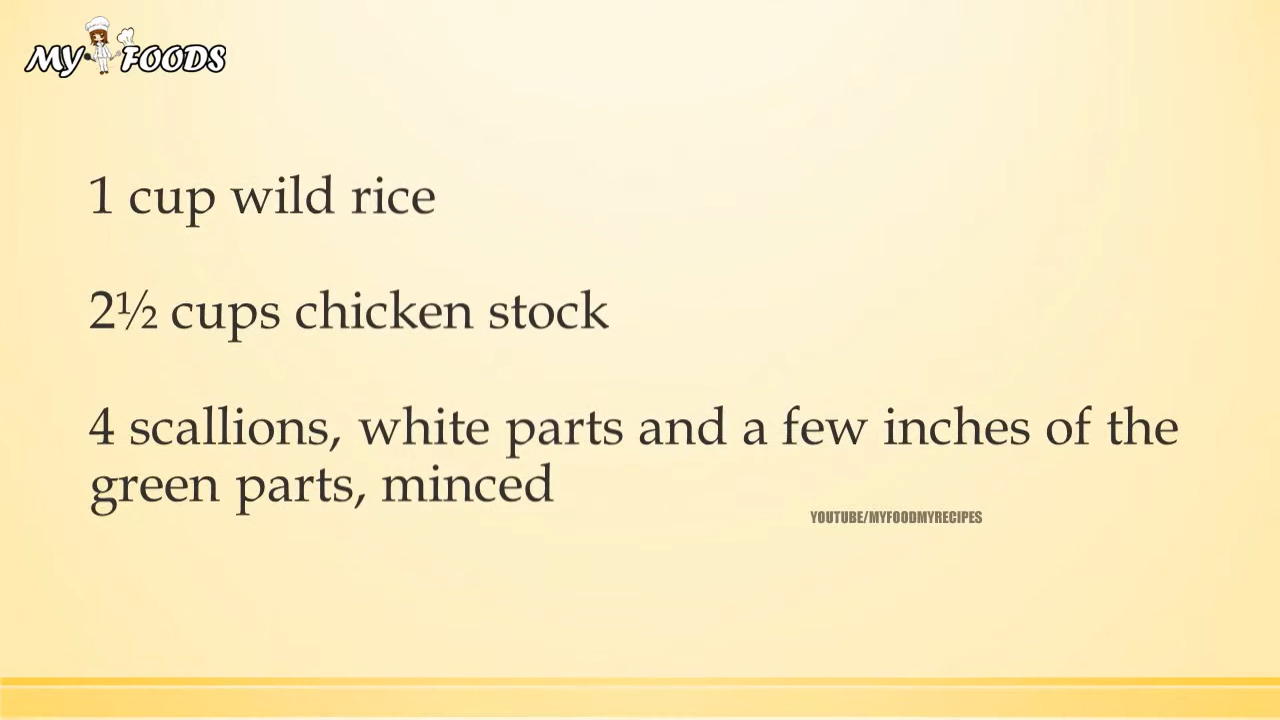 MY FOODS
1 cup wild rice
2½ cups chicken stock
4 scallions, white parts and a few inches of the
green parts, minced
YOUTUBE/MYFOODMYRECIPES